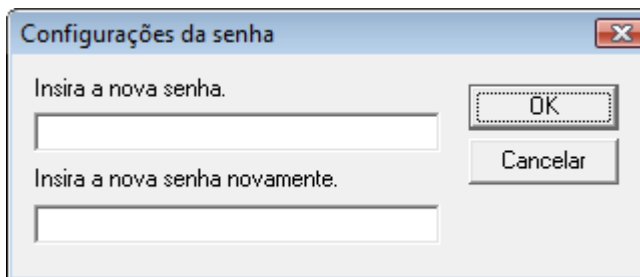 Configurações da senha
Insira a nova senha.
OK
Cancelar
Insira a nova senha novamente.